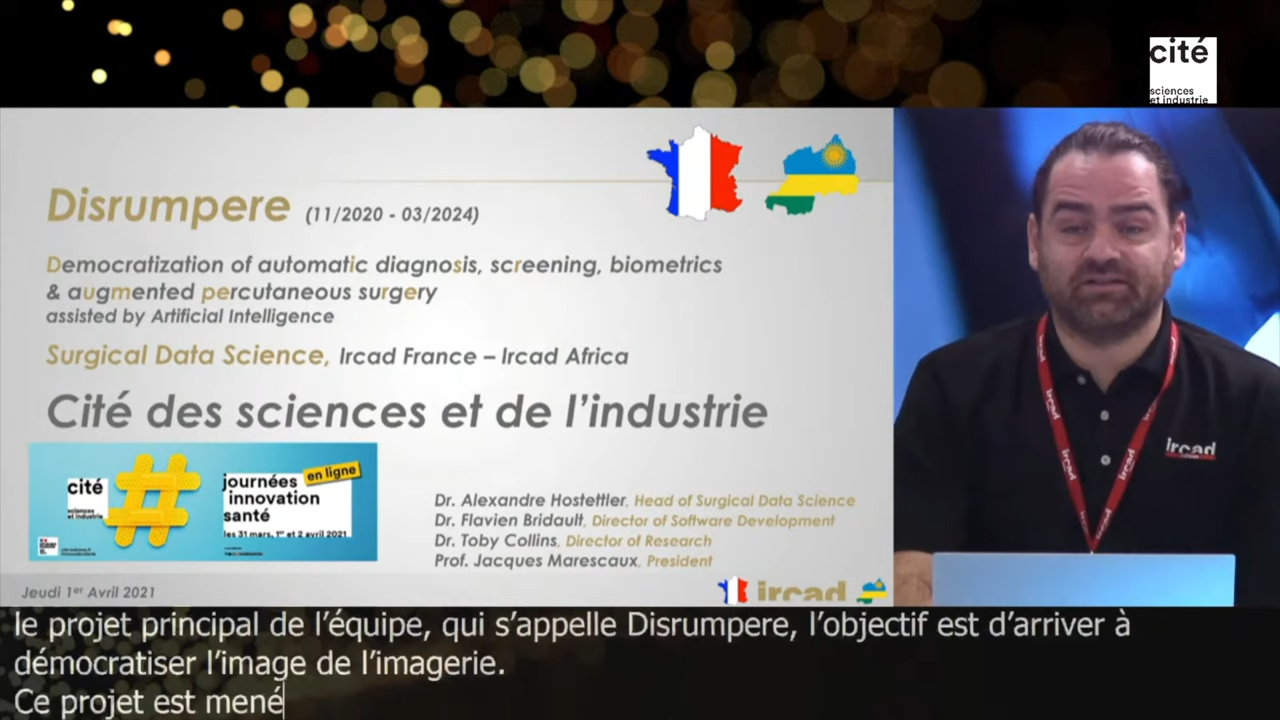 cité
sciences
et industrie
Disrumpere (11/2020 - 03/2024)
Democratization of automatic diagnosis, screening, biometrics
& augmented percutaneous surgery
assisted by Artificial Intelligence
Surgical Data Science, Ircad France – Ircad Africa
Cité des sciences et de l'industrie
cité
sciences
et industrie
journées en ligne
innovation
santé
les 31 mars, 1er et 2 avril 2021
Dr. Alexandre Hostettler, Head of Surgical Data Science
Dr. Flavien Bridault, Director of Software Development
Dr. Toby Collins, Director of Research
Prof. Jacques Marescaux, President
Jeudi 1er Avril 2021
ircad
ircad
ircad
ircad
ircad
le projet principal de l'équipe, qui s'appelle Disrumpere, l'objectif est d'arriver à
démocratiser l'image de l'imagerie.
Ce projet est mené